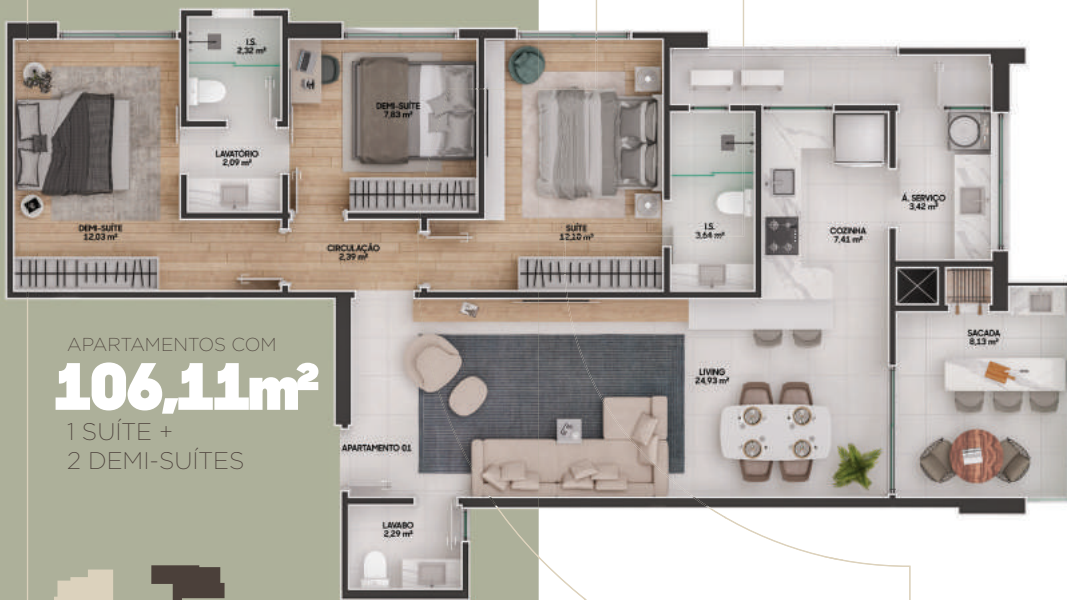 I.S.
2,32 m²
DEMI-SUÍTE
7,83 m²
LAVATÓRIO
2,09 m²
DEMI-SUÍTE
12,03 m²
CIRCULAÇÃO
2,39 m²
SUÍTE
12,10 m²
I.S.
3,64 m²
COZINHA
7,41 m²
Á. SERVIÇO
3,42 m²
SACADA
8,13 m²
LIVING
24,93 m²
APARTAMENTO 01
LAVABO
2,29 m²
APARTAMENTOS COM
106,11m²
1 SUÍTE +
2 DEMI-SUÍTES